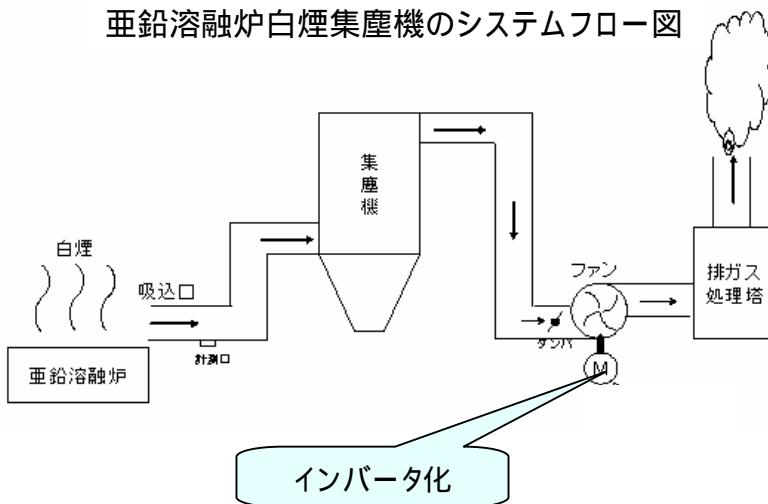 亜鉛溶融炉白煙集塵機のシステムフロー図
集塵機
白煙
吸込口
計測口
亜鉛溶融炉
ファン
ダンパ
M
排ガス
処理塔
インバータ化